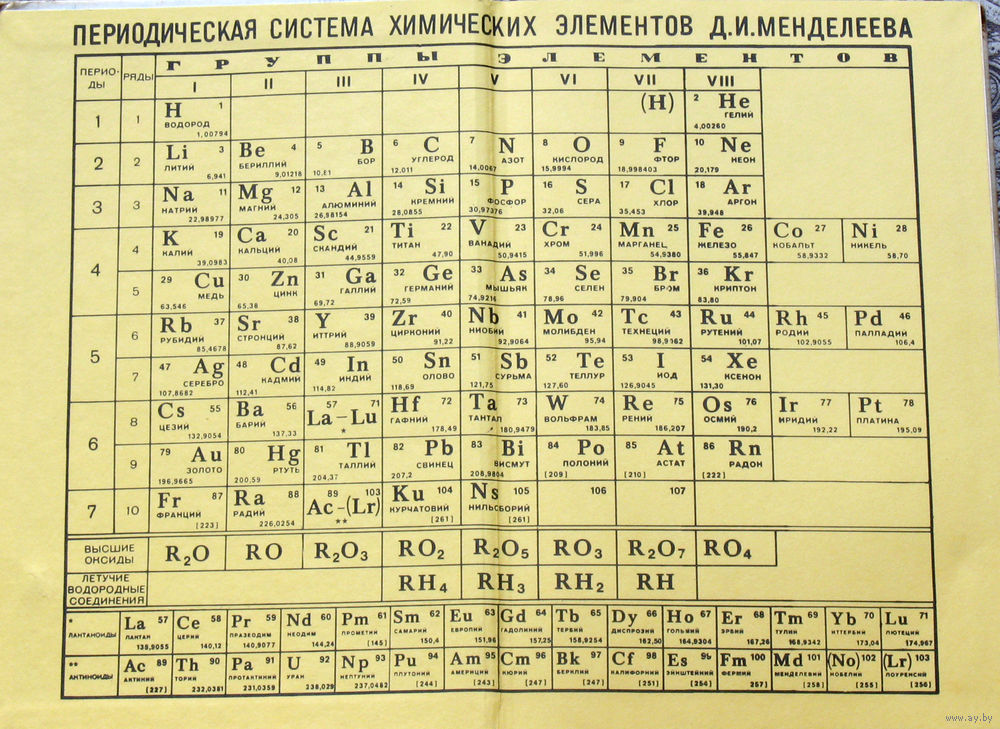 ПЕРИОДИЧЕСКАЯ СИСТЕМА ХИМИЧЕСКИХ ЭЛЕМЕНТОВ Д.И.МЕНДЕЛЕЕВА
ПЕРИОДЫ РЯДЫ ГРУППЫ ЭЛЕМЕНТОВ
I II III IV V VI VII VIII
1 1 H 1 (H) 2 He
ВОДОРОД ГЕЛИЙ
1,00794 4,00260
2 2 Li 3 Be 4 5 B 6 C 7 N 8 O 9 F 10 Ne
ЛИТИЙ БЕРИЛЛИЙ БОР УГЛЕРОД АЗОТ КИСЛОРОД ФТОР НЕОН
6,941 9,01218 10,81 12,011 14,0067 15,9994 18,998403 20,179
3 3 Na 11 Mg 12 13 Al 14 Si 15 P 16 S 17 Cl 18 Ar
НАТРИЙ МАГНИЙ АЛЮМИНИЙ КРЕМНИЙ ФОСФОР СЕРА ХЛОР АРГОН
22,98977 24,305 26,98154 28,0855 30,97376 32,06 35,453 39,948
4 4 K 19 Ca 20 Sc 21 Ti 22 V 23 Cr 24 Mn 25 Fe 26 Co 27 Ni 28
КАЛИЙ КАЛЬЦИЙ СКАНДИЙ ТИТАН ВАНАДИЙ ХРОМ МАРГАНЕЦ ЖЕЛЕЗО КОБАЛЬТ НИКЕЛЬ
39,0983 40,08 44,9559 47,90 50,9415 51,996 54,9380 55,847 58,9332 58,70
5 29 Cu 30 Zn 31 Ga 32 Ge 33 As 34 Se 35 Br 36 Kr
МЕДЬ ЦИНК ГАЛЛИЙ ГЕРМАНИЙ МЫШЬЯК СЕЛЕН БРОМ КРИПТОН
63,546 65,38 69,72 72,59 74,9216 78,96 79,904 83,80
5 6 Rb 37 Sr 38 Y 39 Zr 40 Nb 41 Mo 42 Tc 43 Ru 44 Rh 45 Pd 46
РУБИДИЙ СТРОНЦИЙ ИТТРИЙ ЦИРКОНИЙ НИОБИЙ МОЛИБДЕН ТЕХНЕЦИЙ РУТЕНИЙ РОДИЙ ПАЛЛАДИЙ
85,4678 87,62 88,9059 91,22 92,9064 95,94 98,9162 101,07 102,9055 106,4
7 47 Ag 48 Cd 49 In 50 Sn 51 Sb 52 Te 53 I 54 Xe
СЕРЕБРО КАДМИЙ ИНДИЙ ОЛОВО СУРЬМА ТЕЛЛУР ИОД КСЕНОН
107,8682 112,41 114,82 118,69 121,75 127,60 126,9045 131,30
6 8 Cs 55 Ba 56 57 La – Lu 71 * Hf 72 Ta 73 W 74 Re 75 Os 76 Ir 77 Pt 78
ЦЕЗИЙ БАРИЙ ГАФНИЙ ТАНТАЛ ВОЛЬФРАМ РЕНИЙ ОСМИЙ ИРИДИЙ ПЛАТИНА
132,9054 137,33 178,49 180,9479 183,85 186,207 190,2 192,22 195,09
9 79 Au 80 Hg 81 Tl 82 Pb 83 Bi 84 Po 85 At 86 Rn
ЗОЛОТО РТУТЬ ТАЛЛИЙ СВИНЕЦ ВИСМУТ ПОЛОНИЙ АСТАТ РАДОН
196,9665 200,59 204,37 207,2 208,9804 [209] [210] [222]
7 10 Fr 87 Ra 88 89 Ac – (Lr) 103 ** Ku 104 Ns 105 106 107
ФРАНЦИЙ РАДИЙ КУРЧАТОВИЙ НИЛЬСБОРИЙ
[223] 226,0254 [261] [261]
ВЫСШИЕ ОКСИДЫ R₂O RO R₂O₃ RO₂ R₂O₅ RO₃ R₂O₇ RO₄
ЛЕТУЧИЕ ВОДОРОДНЫЕ СОЕДИНЕНИЯ RH₄ RH₃ RH₂ RH
* La 57 Ce 58 Pr 59 Nd 60 Pm 61 Sm 62 Eu 63 Gd 64 Tb 65 Dy 66 Ho 67 Er 68 Tm 69 Yb 70 Lu 71
ЛАНТАНОИДЫ ЛАНТАН ЦЕРИЙ ПРАЗЕОДИМ НЕОДИМ ПРОМЕТИЙ САМАРИЙ ЕВРОПИЙ ГАДОЛИНИЙ ТЕРБИЙ ДИСПРОЗИЙ ГОЛЬМИЙ ЭРБИЙ ТУЛИЙ ИТТЕРБИЙ ЛЮТЕЦИЙ
138,9055 140,12 140,9077 144,24 [145] 150,4 151,96 157,25 158,9254 162,50 164,9304 167,26 168,9342 173,04 174,967
** Ac 89 Th 90 Pa 91 U 92 Np 93 Pu 94 Am 95 Cm 96 Bk 97 Cf 98 Es 99 Fm 100 Md 101 (No) 102 (Lr) 103
АКТИНОИДЫ АКТИНИЙ ТОРИЙ ПРОТАКТИНИЙ УРАН НЕПТУНИЙ ПЛУТОНИЙ АМЕРИЦИЙ КЮРИЙ БЕРКЛИЙ КАЛИФОРНИЙ ЭЙНШТЕЙНИЙ ФЕРМИЙ МЕНДЕЛЕВИЙ НОБЕЛИЙ ЛОУРЕНСИЙ
[227] 232,0381 231,0359 238,029 237,0482 [244] [243] [247] [247] [251] [254] 257] [258] [255] [256]
www.ay.by